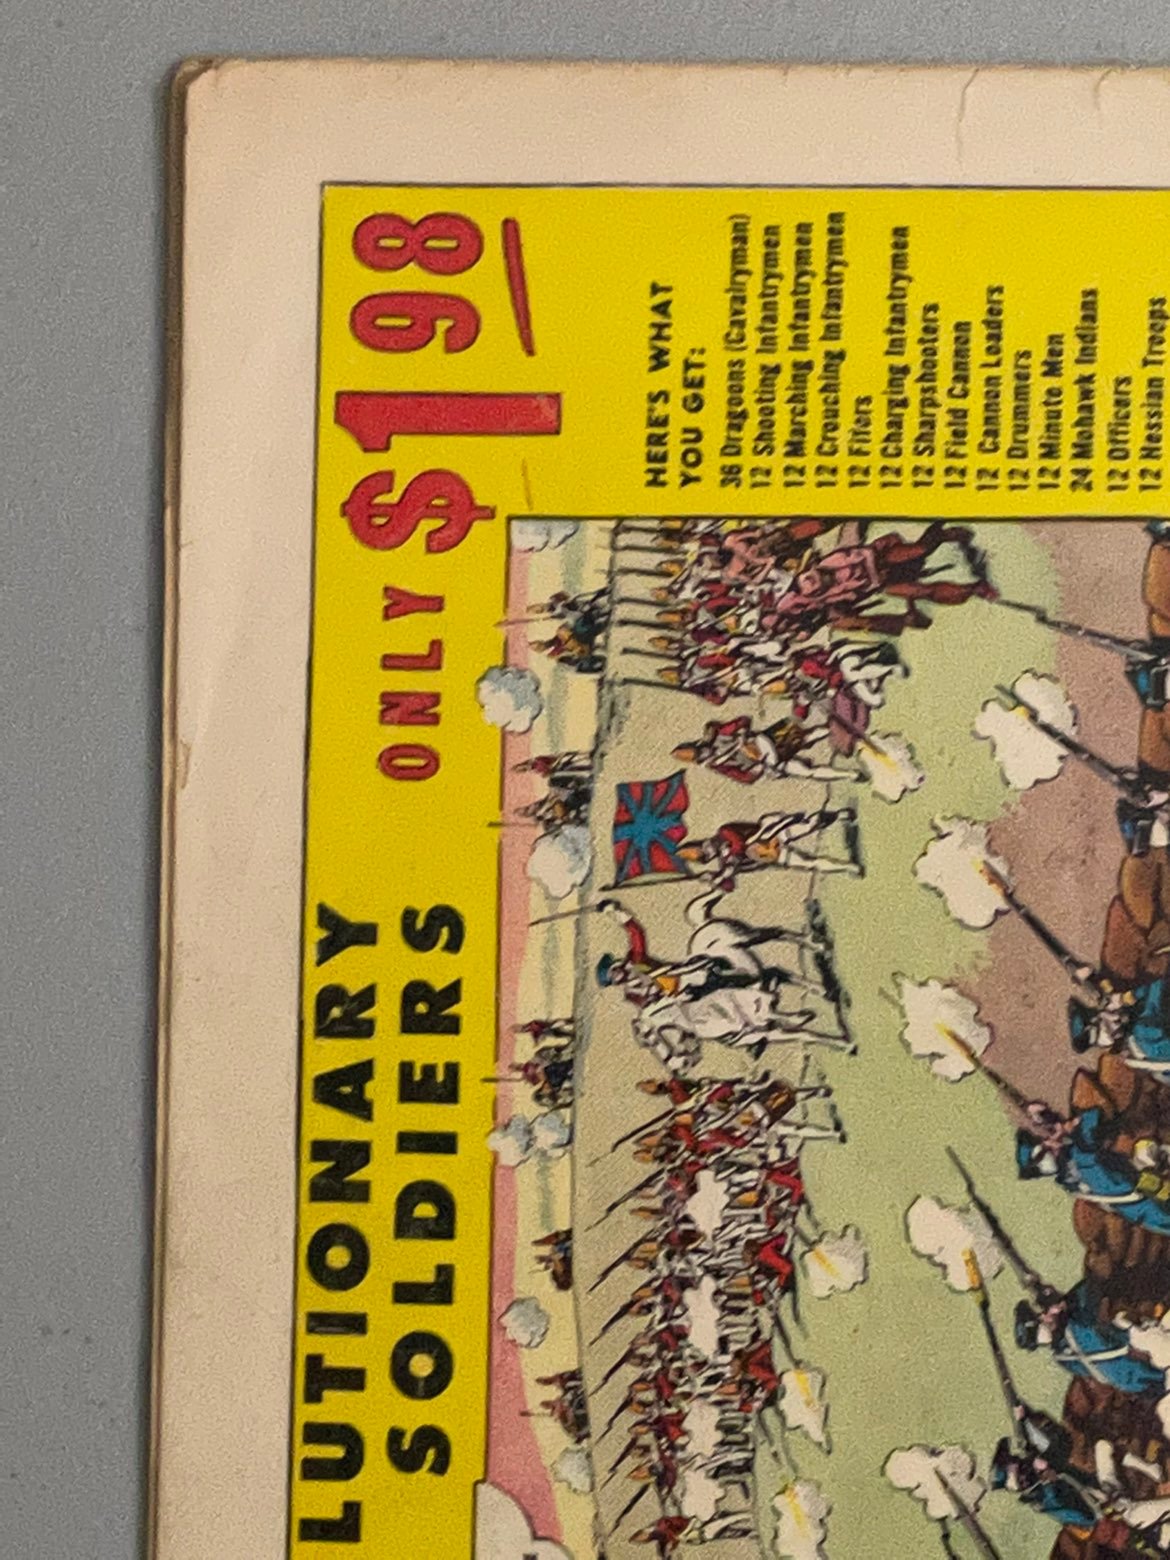 LUTIONARY
SOLDIERS
ONLY $1 98
HERE'S WHAT
YOU GET:
36 Dragoons (Cavalryman)
12 Shooting Infantrymen
12 Marching Infantrymen
12 Crouching Infantrymen
12 Fifers
12 Charging Infantrymen
12 Sharpshooters
12 Field Cannon
12 Cannon Loaders
12 Drummers
12 Minute Men
24 Mohawk Indians
12 Officers
12 Hessian Troops